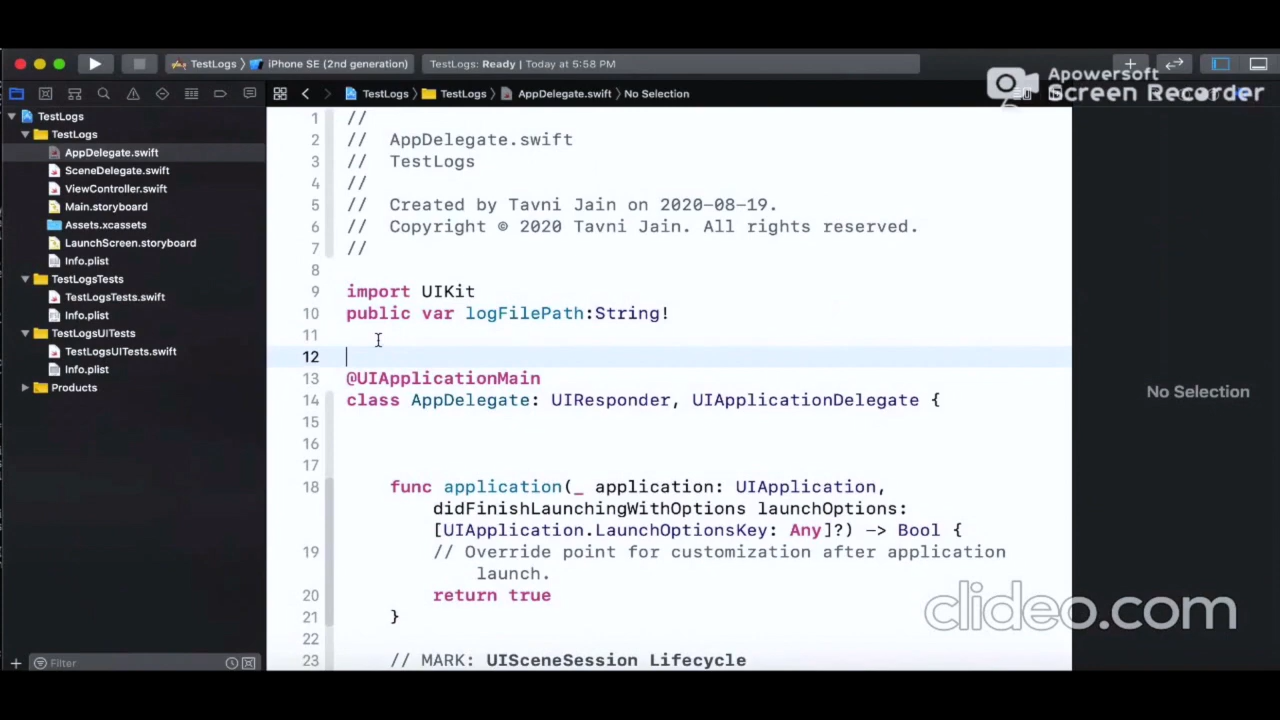 TestLogs 〉 iPhone SE (2nd generation)
TestLogs: Ready | Today at 5:58 PM
Apowersoft
Screen Recorder
TestLogs 〉 TestLogs 〉 AppDelegate.swift 〉 No Selection
TestLogs
TestLogs
AppDelegate.swift
SceneDelegate.swift
ViewController.swift
Main.storyboard
Assets.xcassets
LaunchScreen.storyboard
Info.plist
TestLogsTests
TestLogsTests.swift
Info.plist
TestLogsUITests
TestLogsUITests.swift
Info.plist
Products
Filter
1 //
2 // AppDelegate.swift
3 // TestLogs
4 //
5 // Created by Tavni Jain on 2020-08-19.
6 // Copyright © 2020 Tavni Jain. All rights reserved.
7 //
8
9 import UIKit
10 public var logFilePath:String!
11
12
13 @UIApplicationMain
14 class AppDelegate: UIResponder, UIApplicationDelegate {
15
16
17
18 func application(_ application: UIApplication,
didFinishLaunchingWithOptions launchOptions:
[UIApplication.LaunchOptionsKey: Any]?) -> Bool {
19 // Override point for customization after application
launch.
20 return true
21 }
22
23 // MARK: UISceneSession Lifecycle
No Selection
clideo.com